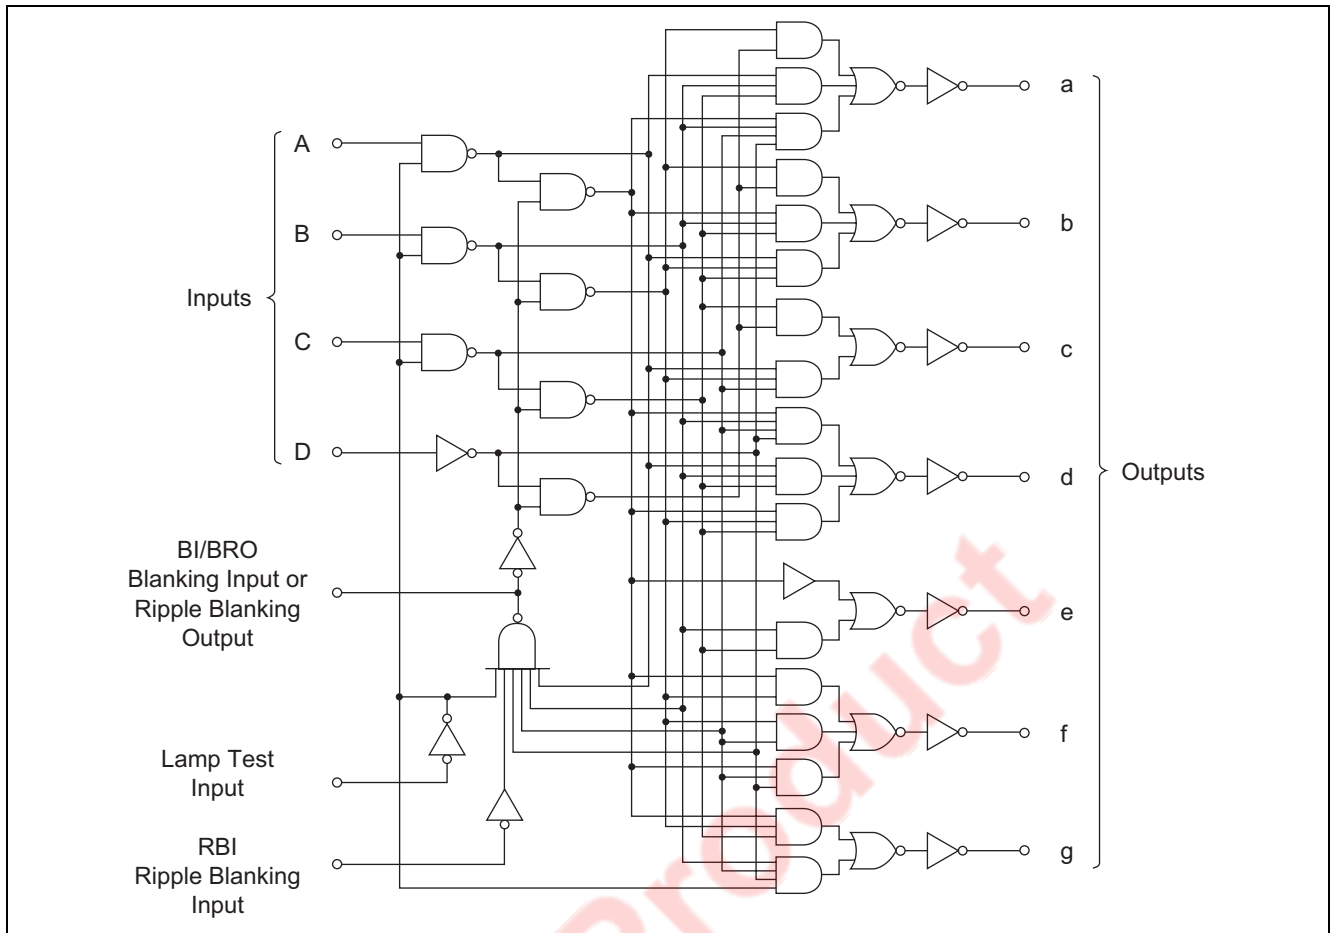 A
B
Inputs
C
D
BI/BRO
Blanking Input or
Ripple Blanking
Output
Lamp Test
Input
RBI
Ripple Blanking
Input
a
b
c
d
Outputs
e
f
g
Product